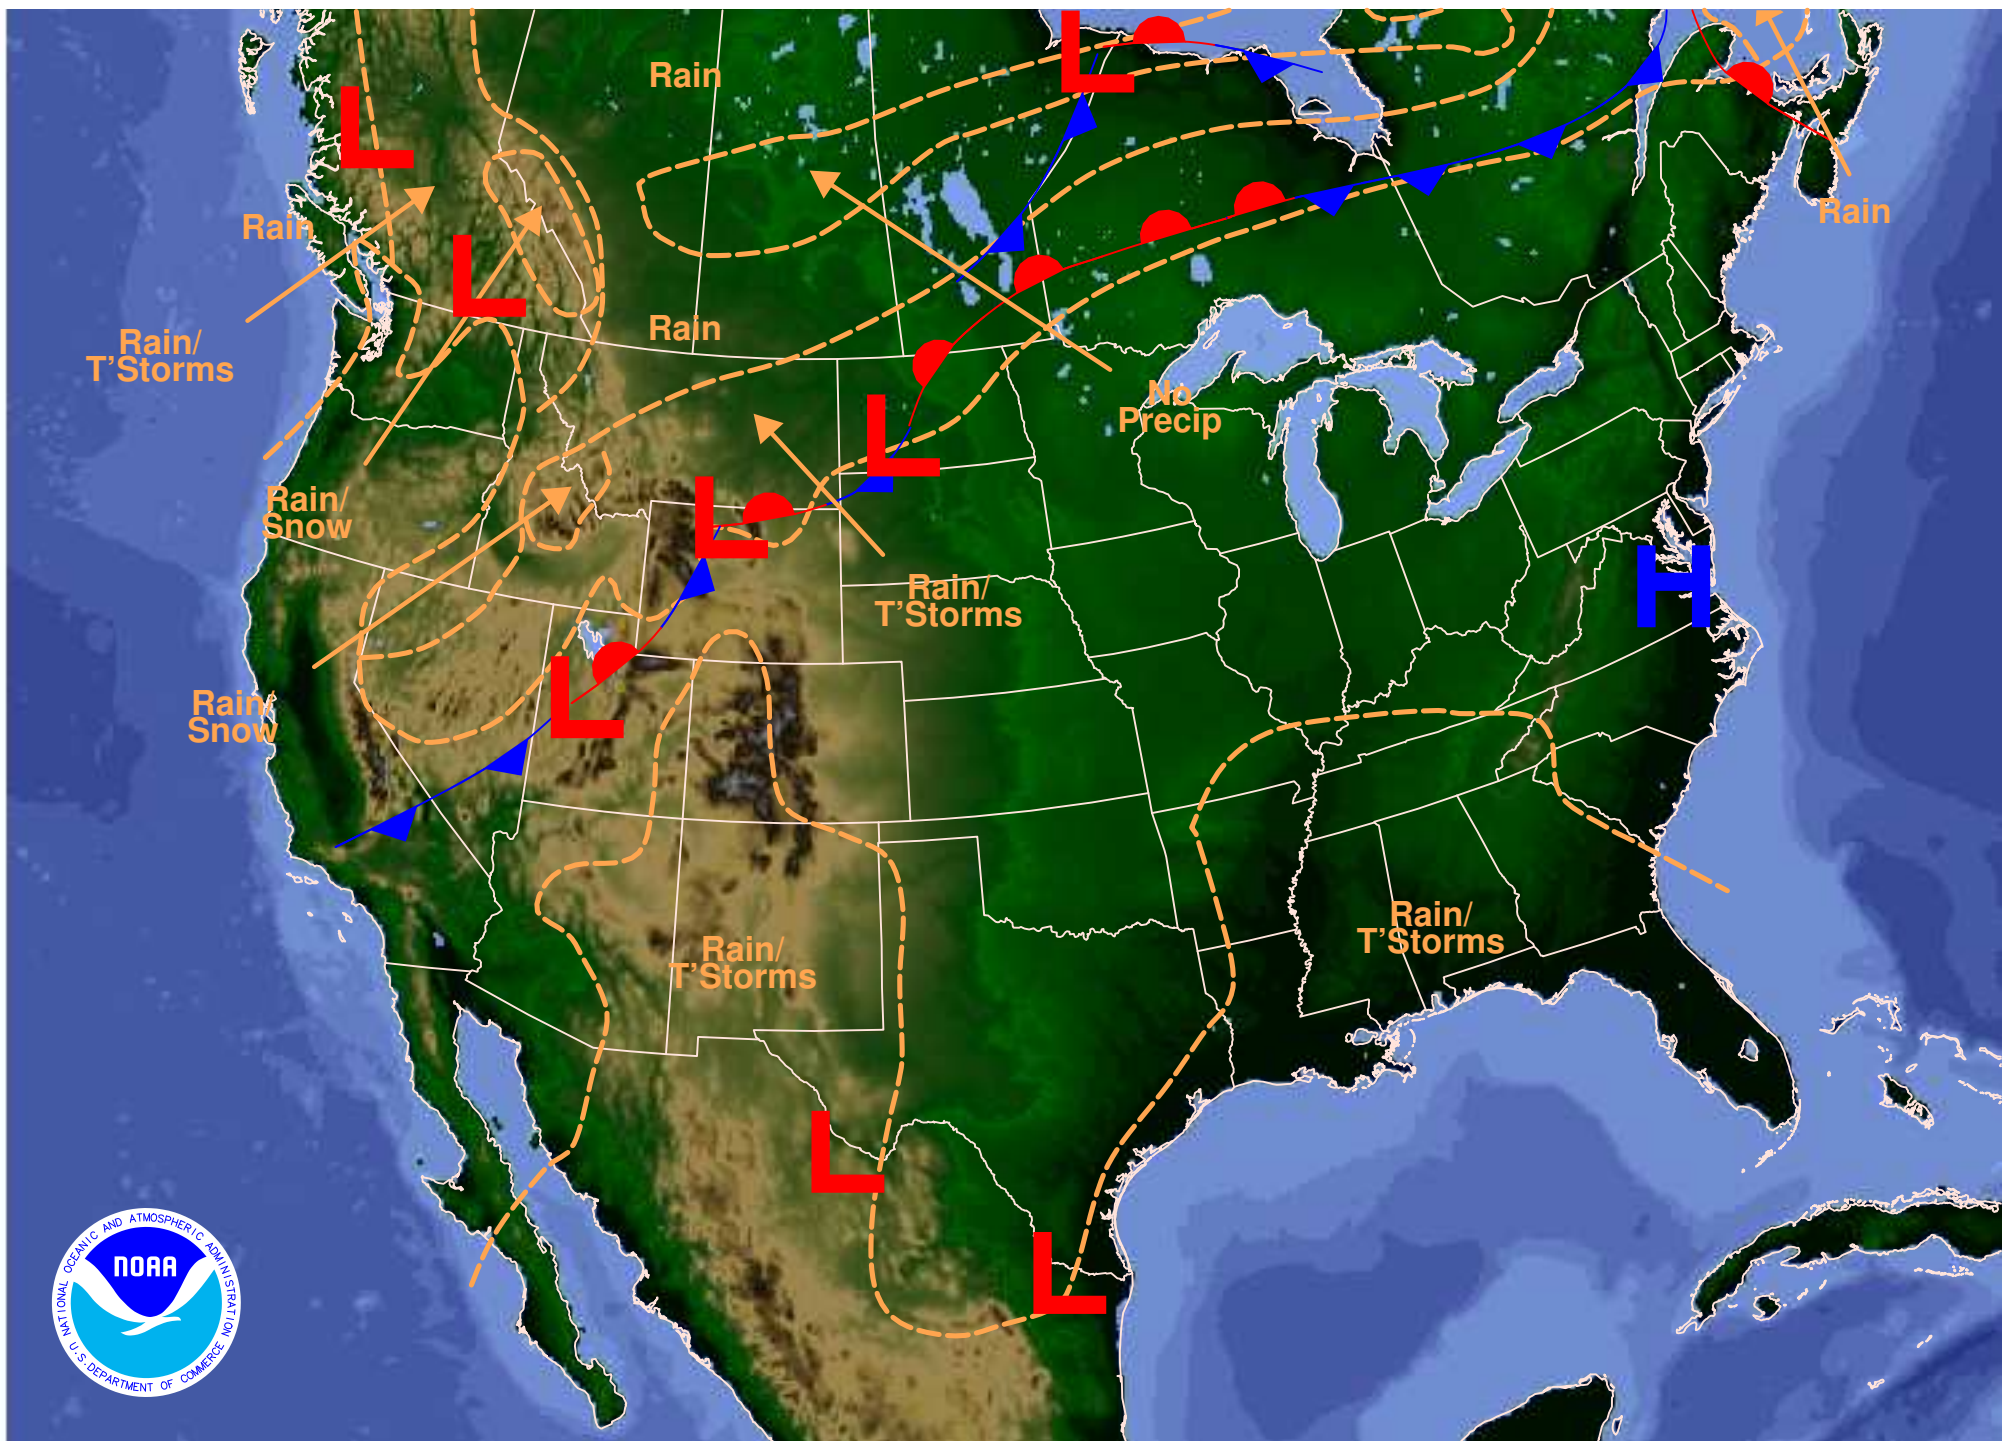 L
Rain
L
Rain
Rain
L
Rain/
T'Storms
Rain
L
No
Precip
L
Rain/
Snow
L
H
Rain/
T'Storms
L
Rain/
Snow
Rain/
T'Storms
Rain/
T'Storms
L
L
NATIONAL OCEANIC AND ATMOSPHERIC ADMINISTRATION
NOAA
U.S. DEPARTMENT OF COMMERCE